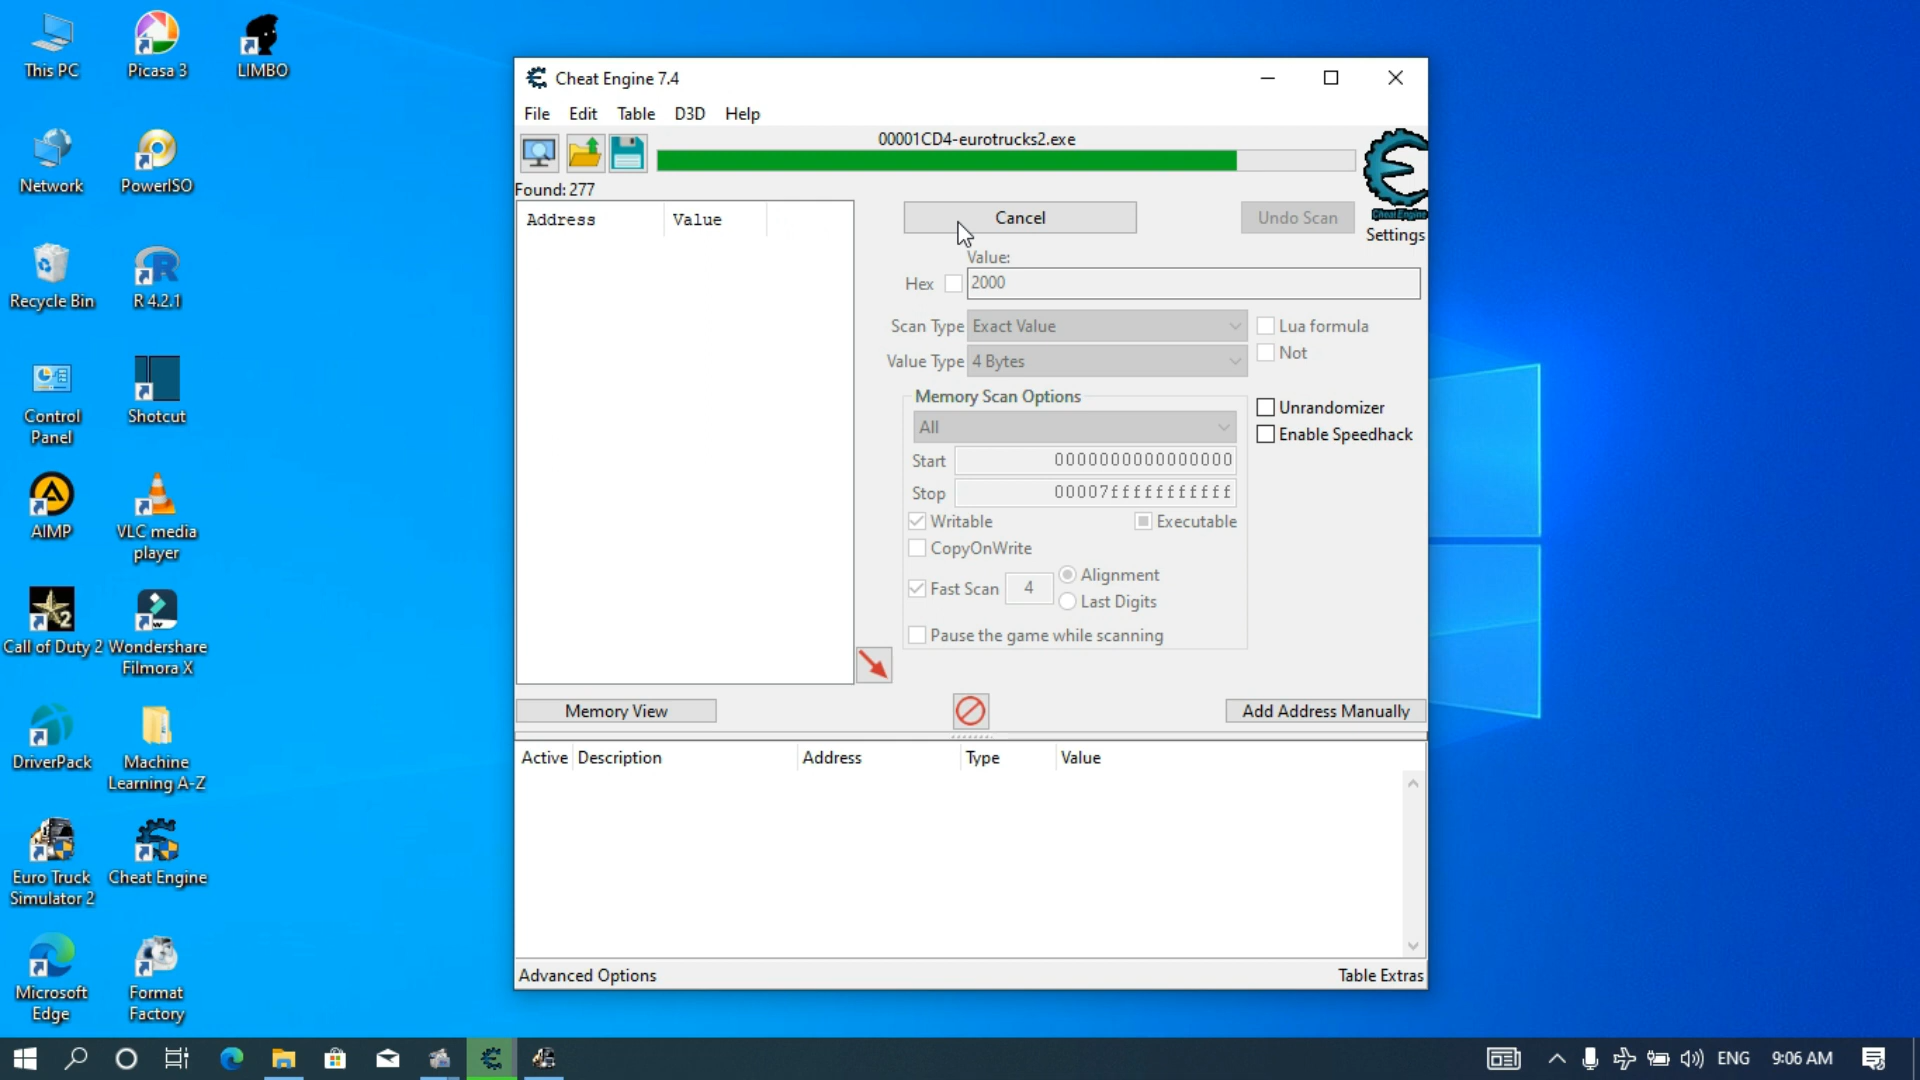 This PC
Picasa 3
LIMBO
Network
PowerISO
Recycle Bin
R 4.2.1
Control
Panel
Shotcut
AIMP
VLC media
player
Call of Duty 2
Wondershare
Filmora X
DriverPack
Machine
Learning A-Z
Euro Truck
Simulator 2
Cheat Engine
Microsoft
Edge
Format
Factory
Cheat Engine 7.4
File Edit Table D3D Help
00001CD4-eurotrucks2.exe
Found: 277
Address Value
Cancel
Undo Scan
Cheat Engine
Settings
Value:
Hex 2000
Scan Type Exact Value
Lua formula
Value Type 4 Bytes
Not
Memory Scan Options
All
Unrandomizer
Enable Speedhack
Start 0000000000000000
Stop 00007fffffffffff
Writable Executable
CopyOnWrite
Fast Scan 4 Alignment
Last Digits
Pause the game while scanning
Memory View
Add Address Manually
Active Description Address Type Value
Advanced Options
Table Extras
ENG
9:06 AM